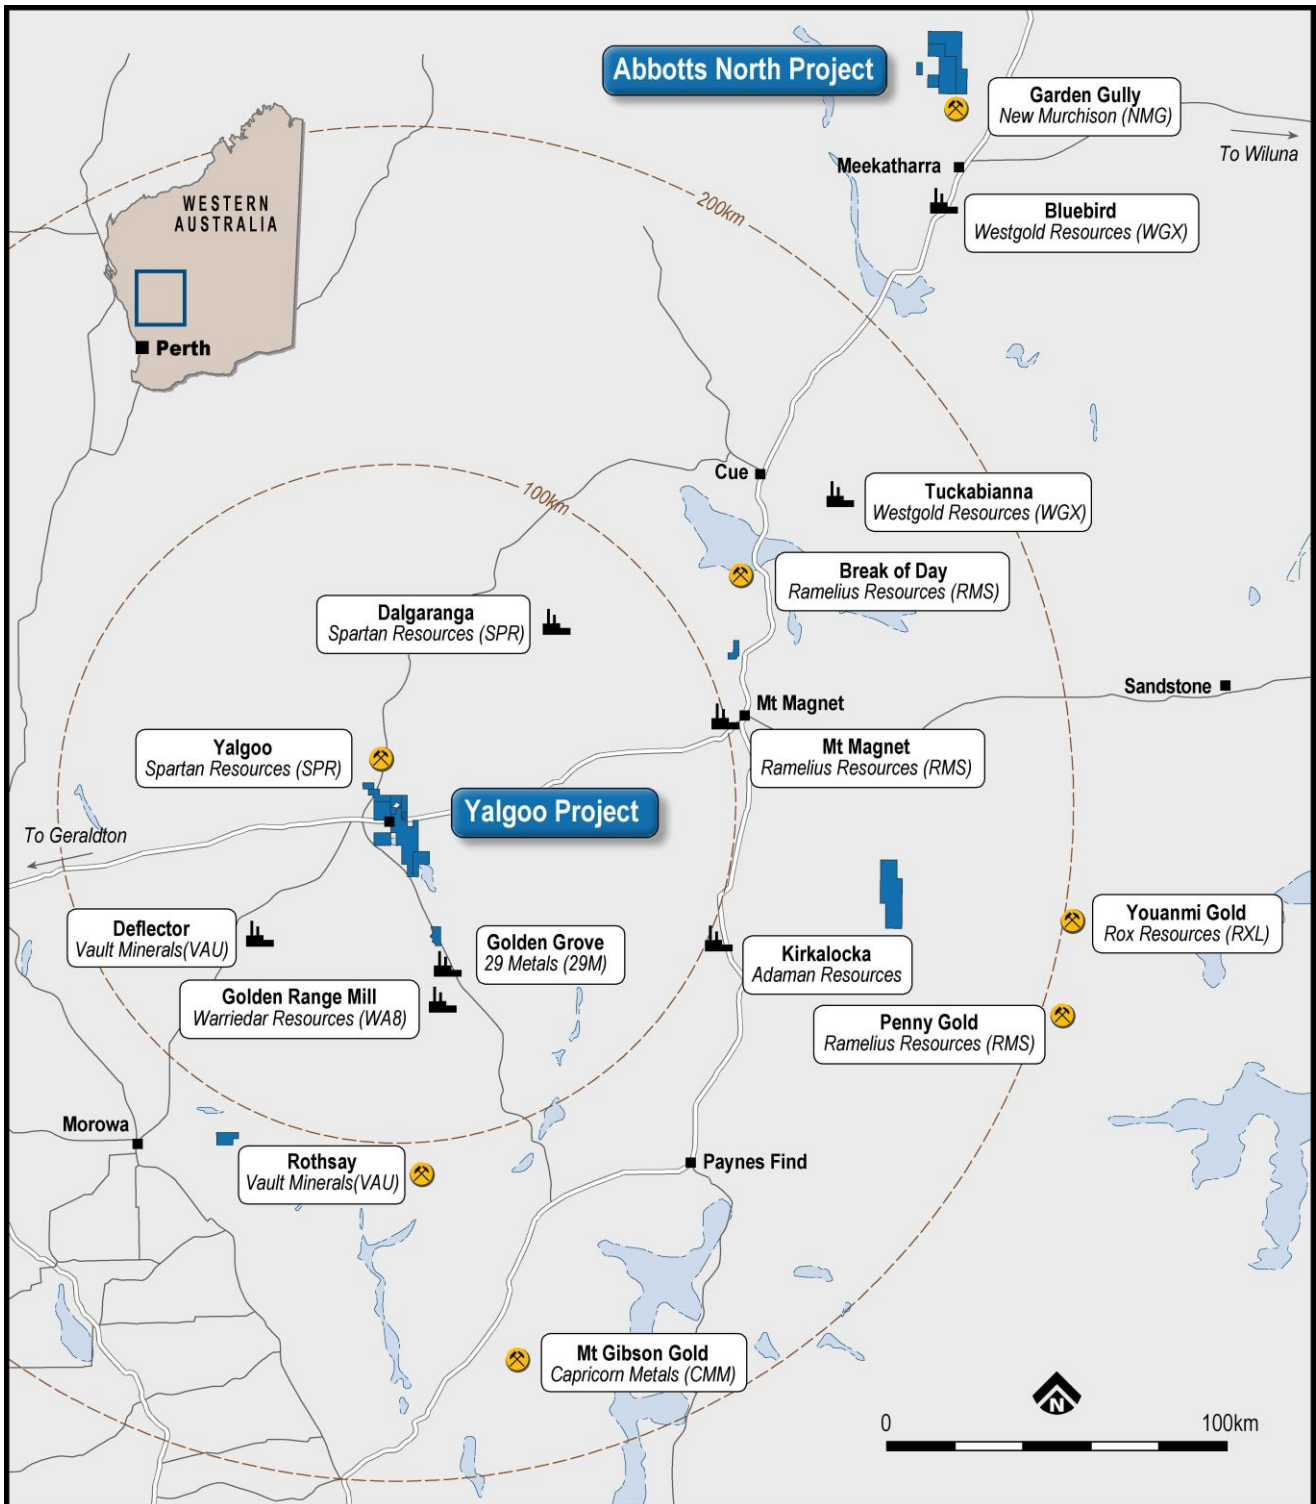 Abbotts North Project
Garden Gully
New Murchison (NMG)
To Wiluna
Meekatharra
WESTERN
AUSTRALIA
200km
Bluebird
Westgold Resources (WGX)
Perth
Cue
100km
Tuckabianna
Westgold Resources (WGX)
Break of Day
Ramelius Resources (RMS)
Dalgaranga
Spartan Resources (SPR)
Sandstone
Mt Magnet
Yalgoo
Spartan Resources (SPR)
Mt Magnet
Ramelius Resources (RMS)
Yalgoo Project
To Geraldton
Deflector
Vault Minerals(VAU)
Golden Grove
29 Metals (29M)
Kirkalocka
Adaman Resources
Youanmi Gold
Rox Resources (RXL)
Golden Range Mill
Warriedar Resources (WA8)
Penny Gold
Ramelius Resources (RMS)
Morowa
Rothsay
Vault Minerals(VAU)
Paynes Find
Mt Gibson Gold
Capricorn Metals (CMM)
N
0 100km